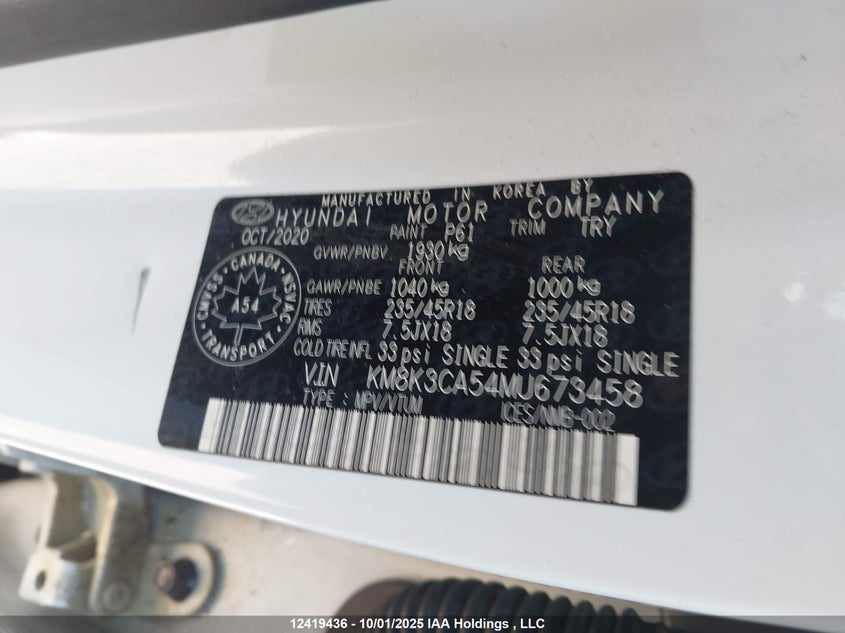 MANUFACTURED IN KOREA BY
HYUNDAI MOTOR COMPANY
OCT/2020 PAINT P61 TRIM TRY
GVWR/PNBV 1930 kg
FRONT REAR
GAWR/PNBE 1040 kg 1000 kg
TIRES 235/45R18 235/45R18
RIMS 7.5JX18 7.5JX18
COLD TIRE INFL 33 psi SINGLE 33 psi SINGLE
VIN KM8K3CA54MU673458
TYPE : MPV/VTUM ICES/NMB-002
CMVSS · CANADA · NSVAC
A54
TRANSPORT
12419436 - 10/01/2025 IAA Holdings , LLC™